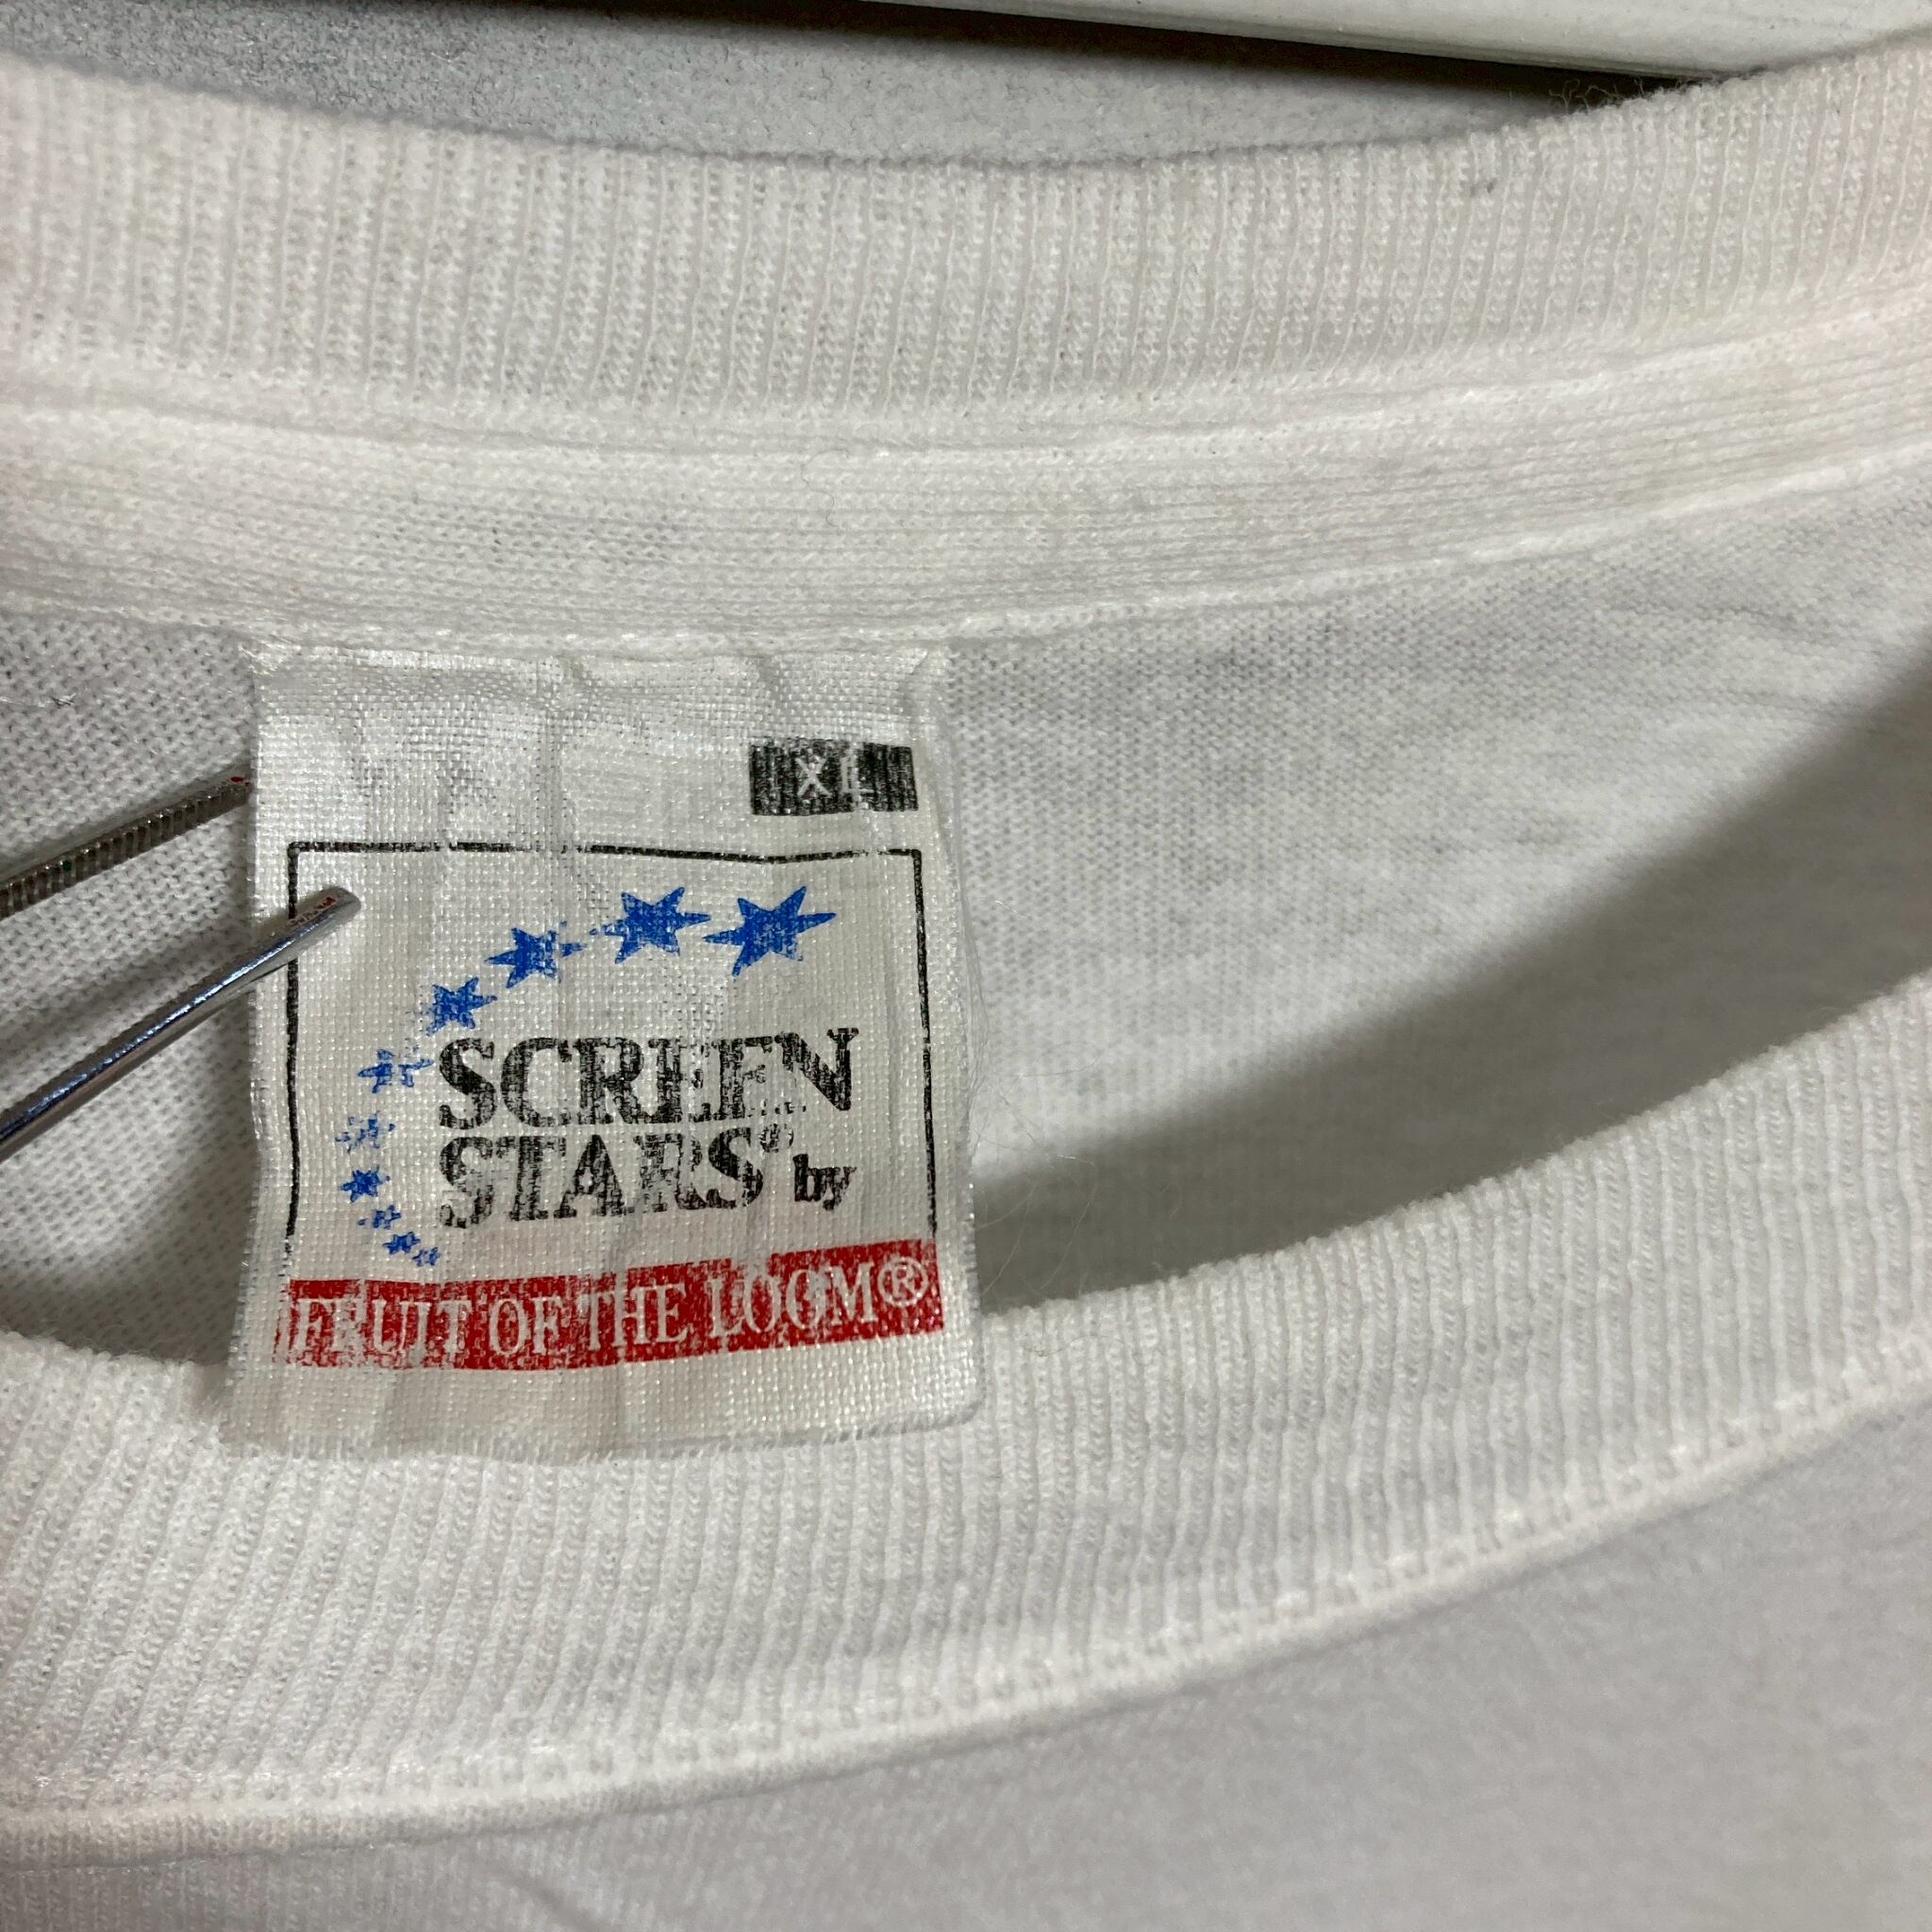 XL
SCREEN
STARS® by
FRUIT OF THE LOOM®